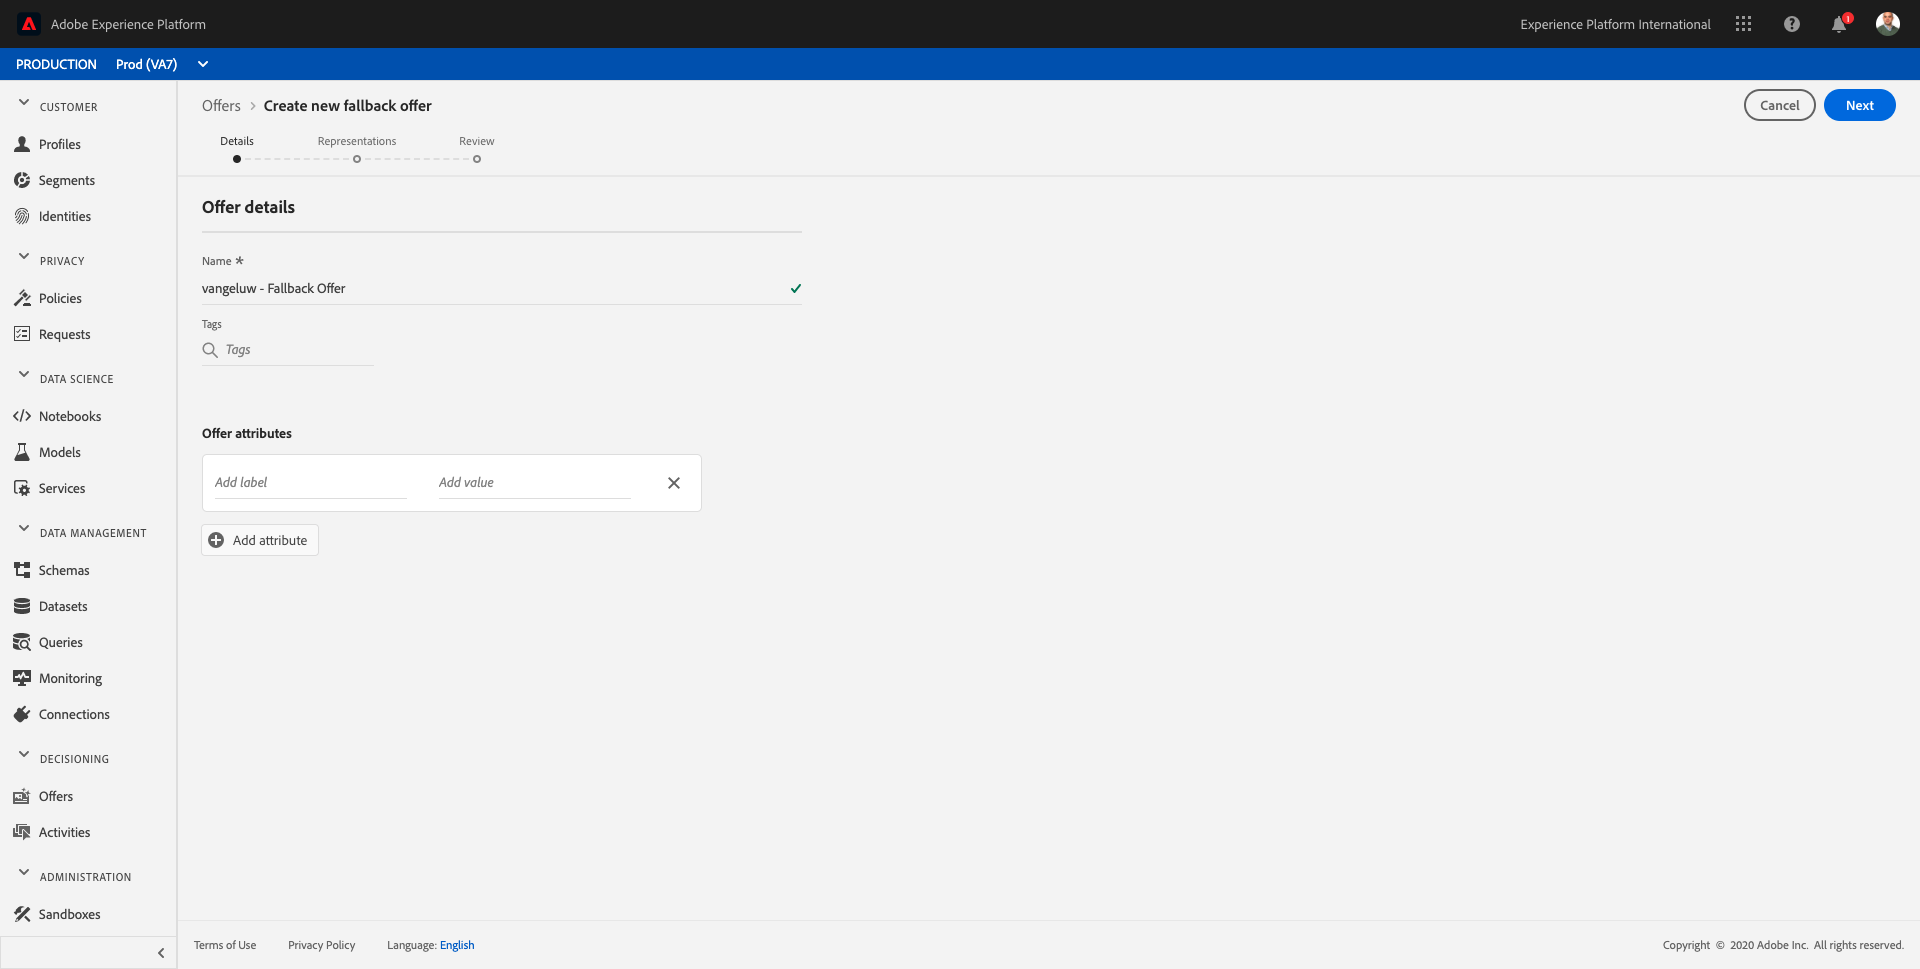 Adobe Experience Platform
Experience Platform International
1
PRODUCTION Prod (VA7)
CUSTOMER
Profiles
Segments
Identities
PRIVACY
Policies
Requests
DATA SCIENCE
Notebooks
Models
Services
DATA MANAGEMENT
Schemas
Datasets
Queries
Monitoring
Connections
DECISIONING
Offers
Activities
ADMINISTRATION
Sandboxes
Offers > Create new fallback offer
Cancel Next
Details Representations Review
Offer details
Name *
vangeluw - Fallback Offer
Tags
Tags
Offer attributes
Add label Add value
Add attribute
Terms of Use Privacy Policy Language: English
Copyright © 2020 Adobe Inc. All rights reserved.